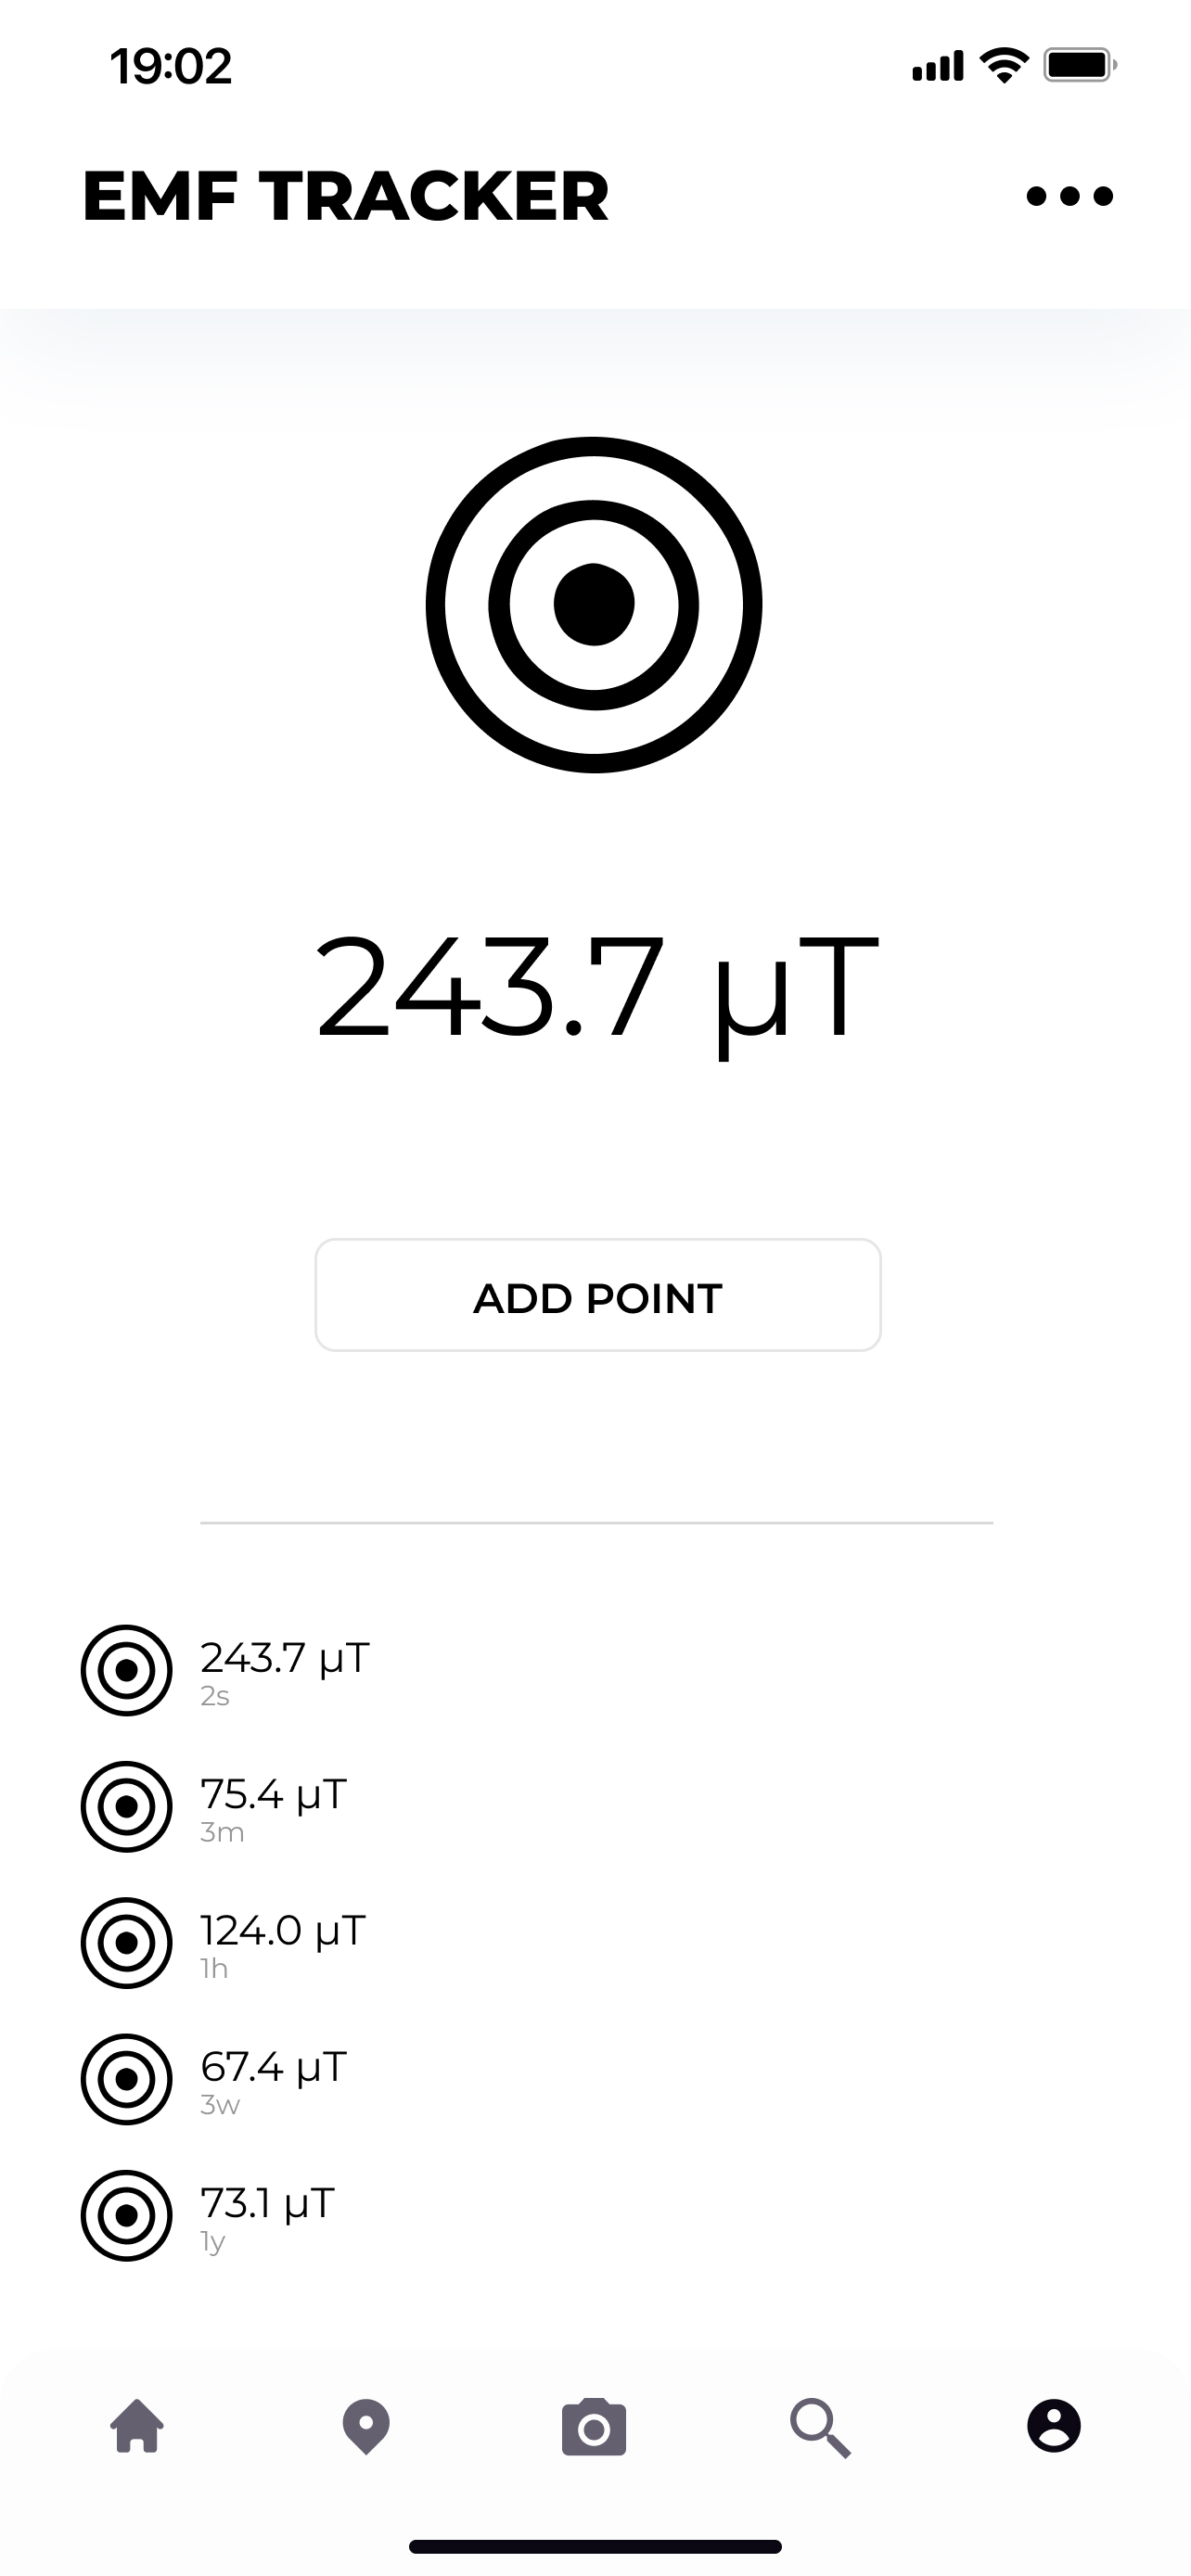 19:02
EMF TRACKER
243.7 µT
ADD POINT
243.7 µT
2s
75.4 µT
3m
124.0 µT
1h
67.4 µT
3w
73.1 µT
1y